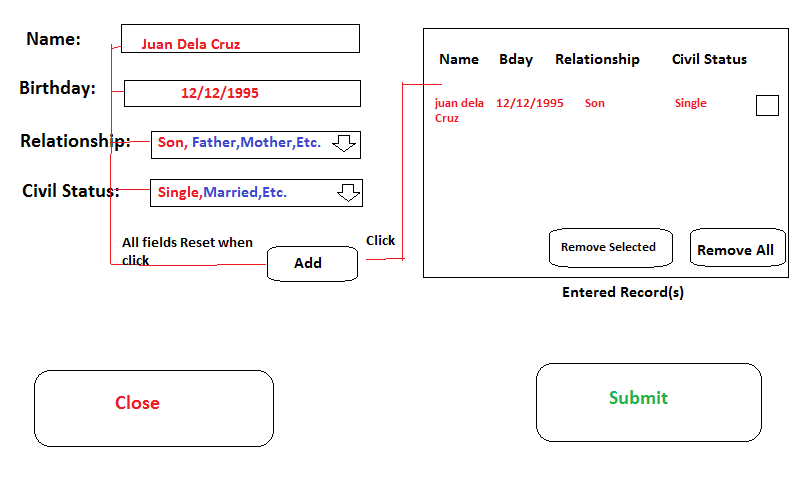 Name:
Juan Dela Cruz
Birthday:
12/12/1995
Relationship:
Son, Father,Mother,Etc.
Civil Status:
Single,Married,Etc.
All fields Reset when
click
Add
Click
Name Bday Relationship Civil Status
juan dela 12/12/1995 Son Single
Cruz
Remove Selected
Remove All
Entered Record(s)
Close
Submit